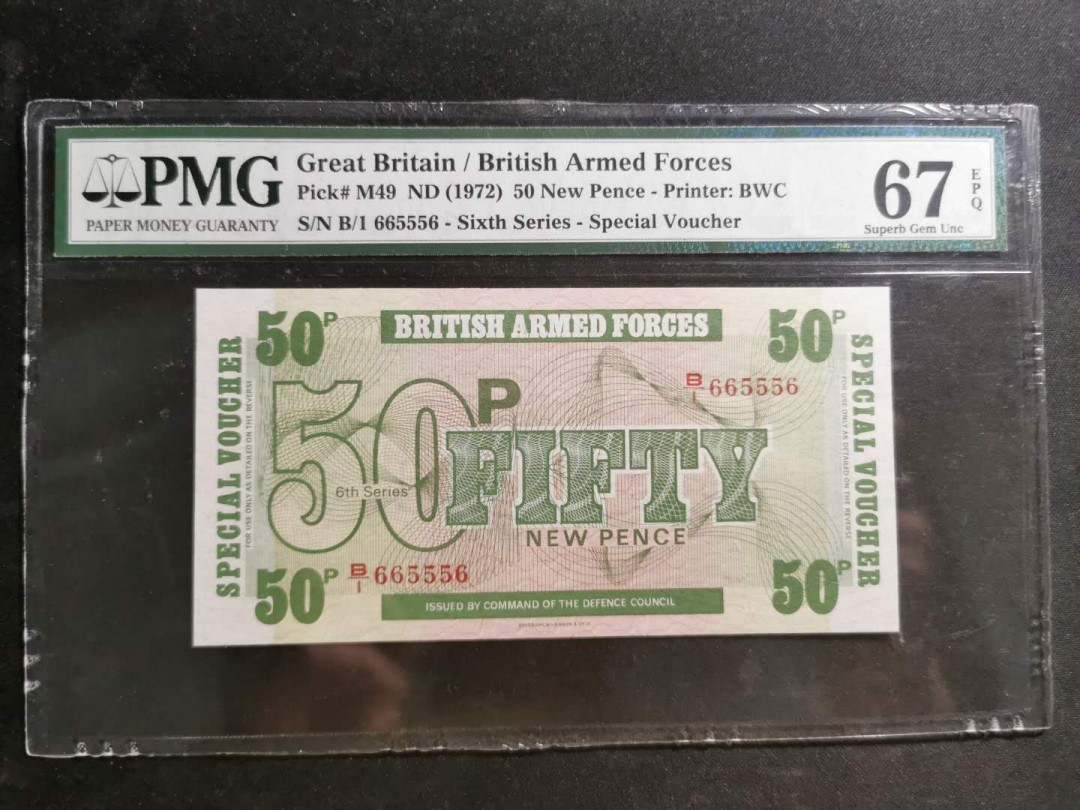 PMG
PAPER MONEY GUARANTY
Great Britain / British Armed Forces
Pick# M49 ND (1972) 50 New Pence - Printer: BWC
S/N B/1 665556 - Sixth Series - Special Voucher
67
EPQ
Superb Gem Unc
50P
BRITISH ARMED FORCES
50P
SPECIAL VOUCHER
FOR USE ONLY AS DETAILED ON THE REVERSE
B/1 665556
50P
FIFTY
6th Series
NEW PENCE
SPECIAL VOUCHER
FOR USE ONLY AS DETAILED ON THE REVERSE
50P
B/1 665556
50P
ISSUED BY COMMAND OF THE DEFENCE COUNCIL